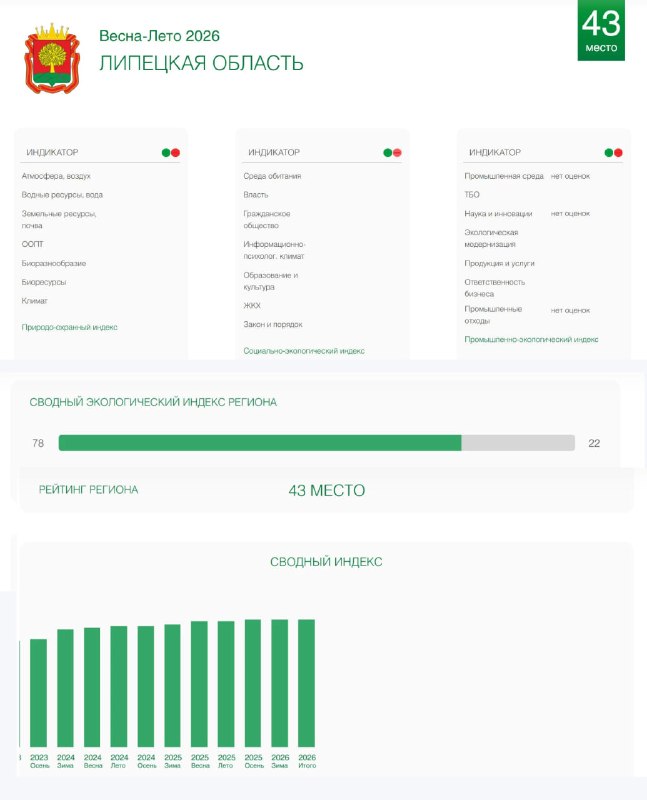 Весна-Лето 2026
ЛИПЕЦКАЯ ОБЛАСТЬ
43
место
ИНДИКАТОР
Атмосфера, воздух
Водные ресурсы, вода
Земельные ресурсы,
почва
ООПТ
Биоразнообразие
Биоресурсы
Климат
Природо-охранный индекс
ИНДИКАТОР
Среда обитания
Власть
Гражданское
общество
Информационно-
психолог. климат
Образование и
культура
ЖКХ
Закон и порядок
Социально-экологический индекс
ИНДИКАТОР
Промышленная среда нет оценок
ТБО
Наука и инновации нет оценок
Экологическая
модернизация
Продукция и услуги
Ответственность
бизнеса
Промышленные
отходы нет оценок
Промышленно-экологический индекс
СВОДНЫЙ ЭКОЛОГИЧЕСКИЙ ИНДЕКС РЕГИОНА
78 22
РЕЙТИНГ РЕГИОНА 43 МЕСТО
СВОДНЫЙ ИНДЕКС
2023 2024 2024 2024 2024 2025 2025 2025 2025 2026 2026
Осень Зима Весна Лето Осень Зима Весна Лето Осень Зима Итого